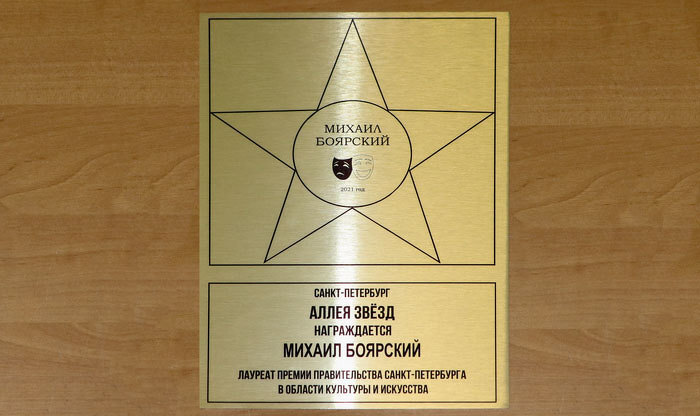 МИХАИЛ
БОЯРСКИЙ
2021 год
САНКТ-ПЕТЕРБУРГ
АЛЛЕЯ ЗВЁЗД
НАГРАЖДАЕТСЯ
МИХАИЛ БОЯРСКИЙ
ЛАУРЕАТ ПРЕМИИ ПРАВИТЕЛЬСТВА САНКТ-ПЕТЕРБУРГА
В ОБЛАСТИ КУЛЬТУРЫ И ИСКУССТВА